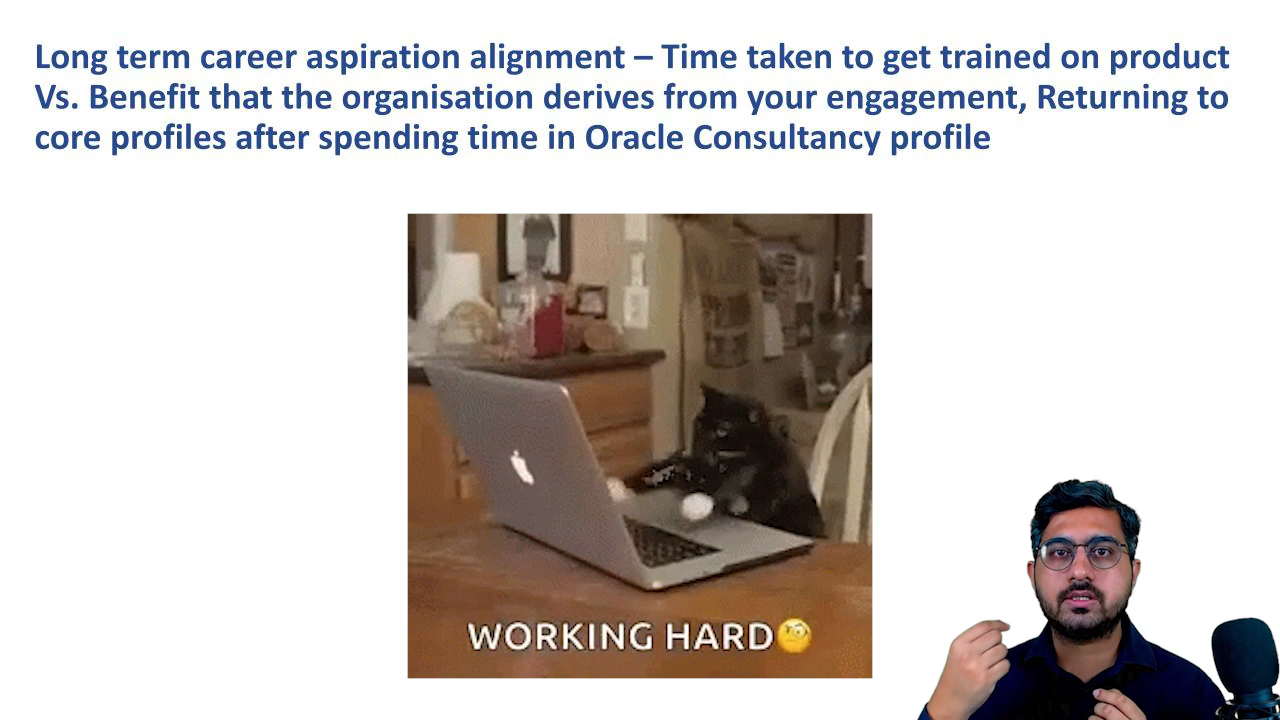 Long term career aspiration alignment – Time taken to get trained on product
Vs. Benefit that the organisation derives from your engagement, Returning to
core profiles after spending time in Oracle Consultancy profile
WORKING HARD🧐